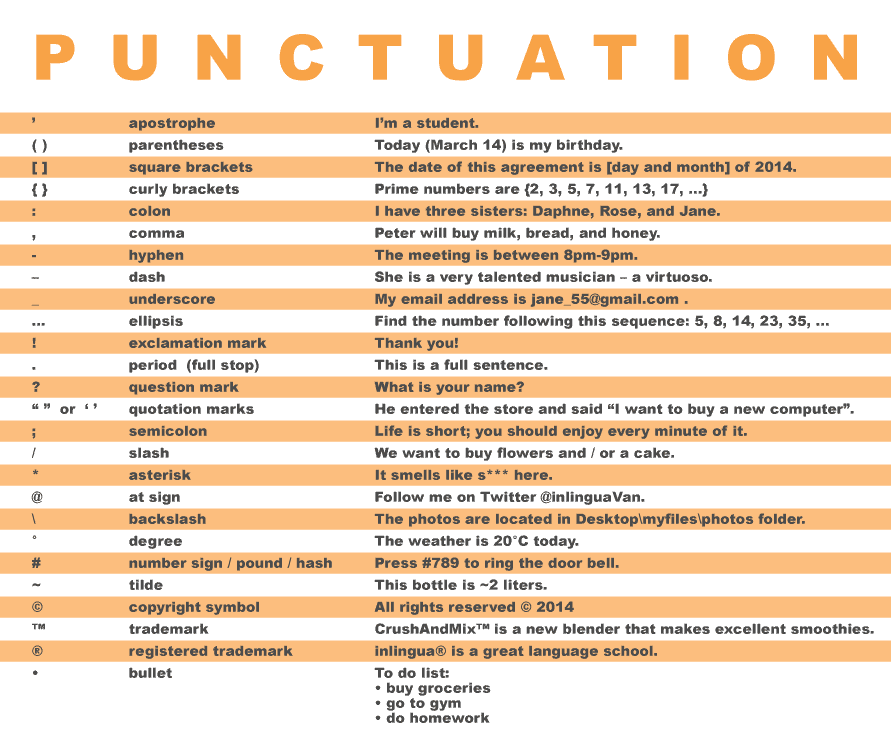 PUNCTUATION
’ apostrophe I’m a student.
( ) parentheses Today (March 14) is my birthday.
[ ] square brackets The date of this agreement is [day and month] of 2014.
{ } curly brackets Prime numbers are {2, 3, 5, 7, 11, 13, 17, ...}
: colon I have three sisters: Daphne, Rose, and Jane.
, comma Peter will buy milk, bread, and honey.
- hyphen The meeting is between 8pm-9pm.
– dash She is a very talented musician – a virtuoso.
_ underscore My email address is jane_55@gmail.com .
... ellipsis Find the number following this sequence: 5, 8, 14, 23, 35, ...
! exclamation mark Thank you!
. period (full stop) This is a full sentence.
? question mark What is your name?
“ ” or ‘ ’ quotation marks He entered the store and said “I want to buy a new computer”.
; semicolon Life is short; you should enjoy every minute of it.
/ slash We want to buy flowers and / or a cake.
* asterisk It smells like s*** here.
@ at sign Follow me on Twitter @inlinguaVan.
\ backslash The photos are located in Desktop\myfiles\photos folder.
° degree The weather is 20°C today.
# number sign / pound / hash Press #789 to ring the door bell.
~ tilde This bottle is ~2 liters.
© copyright symbol All rights reserved © 2014
™ trademark CrushAndMix™ is a new blender that makes excellent smoothies.
® registered trademark inlingua® is a great language school.
• bullet To do list:
• buy groceries
• go to gym
• do homework